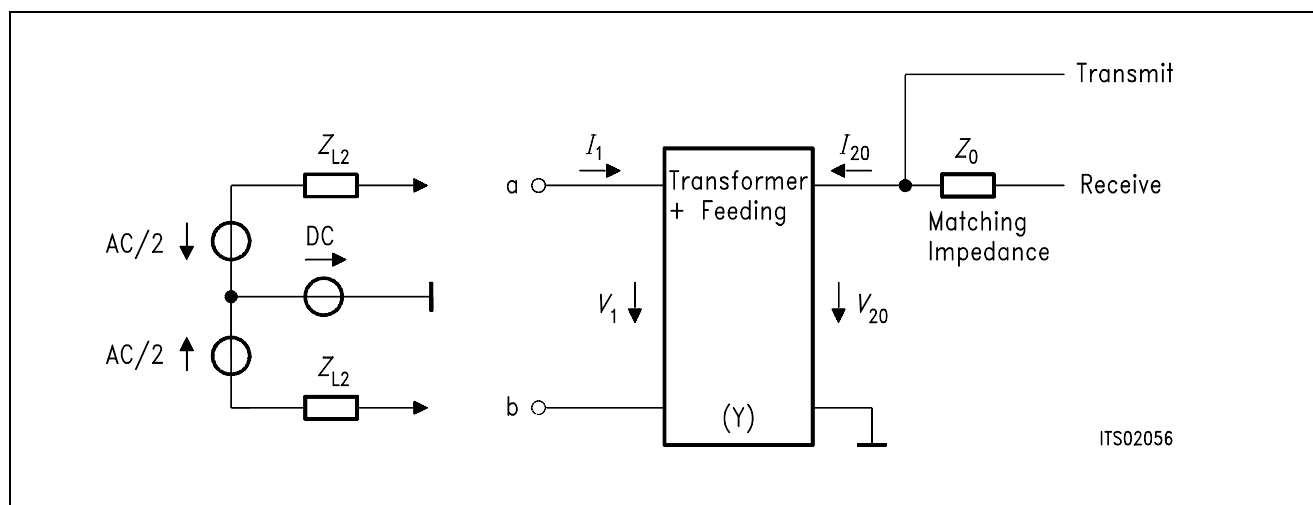 Transmit
Z_L2
I_1
I_20
Z_0
a
Transformer
+ Feeding
Receive
Matching
Impedance
AC/2
DC
V_1
V_20
AC/2
Z_L2
b
(Y)
ITS02056